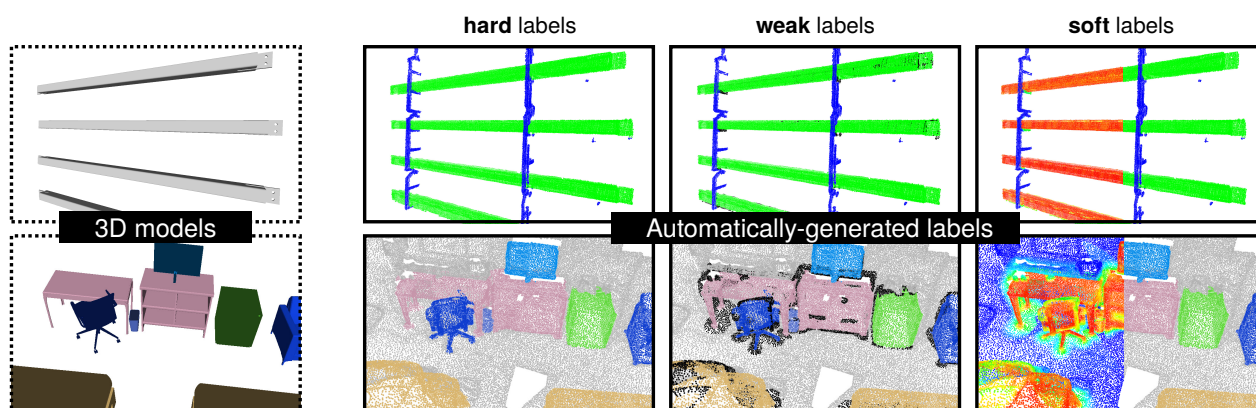 hard labels
weak labels
soft labels
3D models
Automatically-generated labels